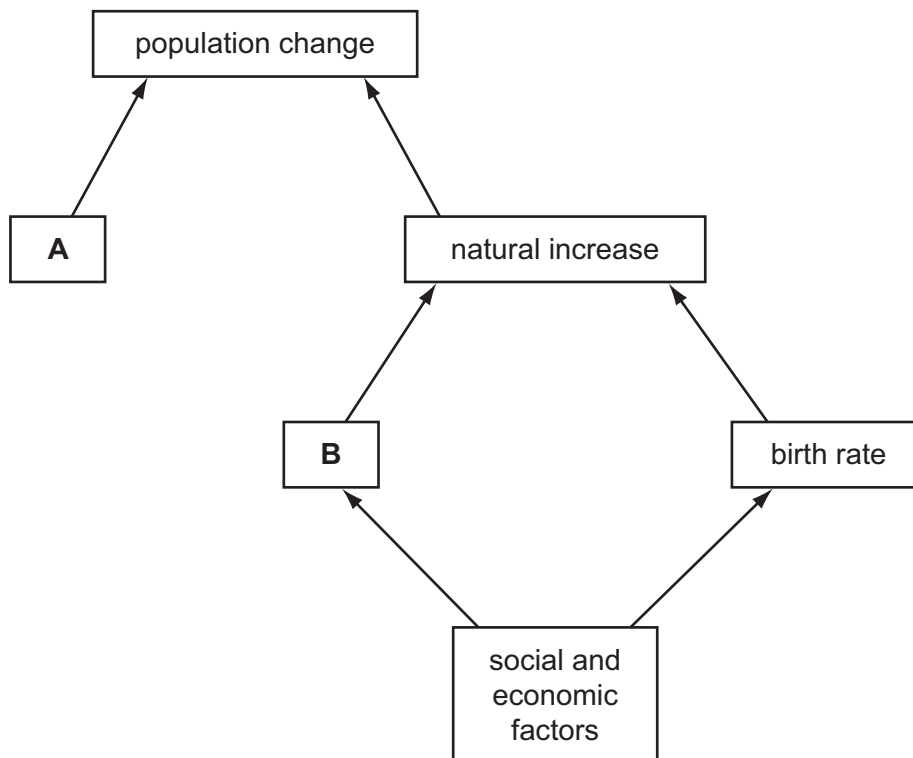 population change
A
natural increase
B
birth rate
social and
economic
factors